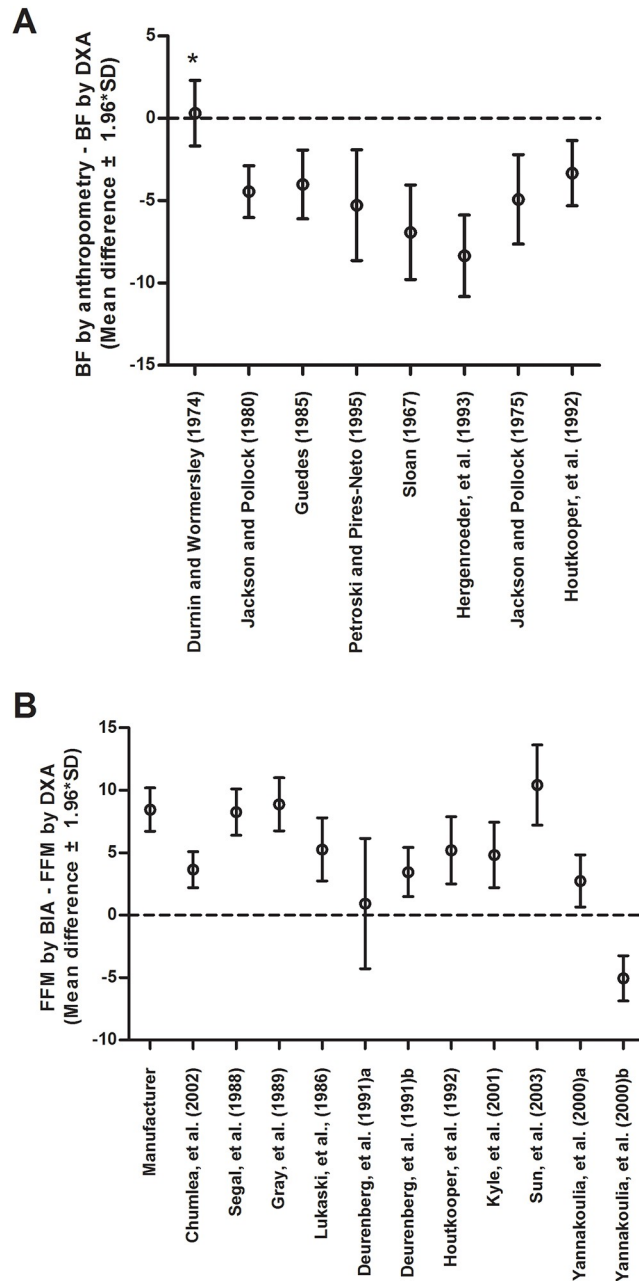 A
BF by anthropometry - BF by DXA
(Mean difference ± 1.96*SD)
5
0
-5
-10
-15
*
Durnin and Wormersley (1974)
Jackson and Pollock (1980)
Guedes (1985)
Petroski and Pires-Neto (1995)
Sloan (1967)
Hergenroeder, et al. (1993)
Jackson and Pollock (1975)
Houtkooper, et al. (1992)
B
FFM by BIA - FFM by DXA
(Mean difference ± 1.96*SD)
15
10
5
0
-5
-10
Manufacturer
Chumlea, et al. (2002)
Segal, et al. (1988)
Gray, et al. (1989)
Lukaski, et al., (1986)
Deurenberg, et al. (1991)a
Deurenberg, et al. (1991)b
Houtkooper, et al. (1992)
Kyle, et al. (2001)
Sun, et al. (2003)
Yannakoulia, et al. (2000)a
Yannakoulia, et al. (2000)b